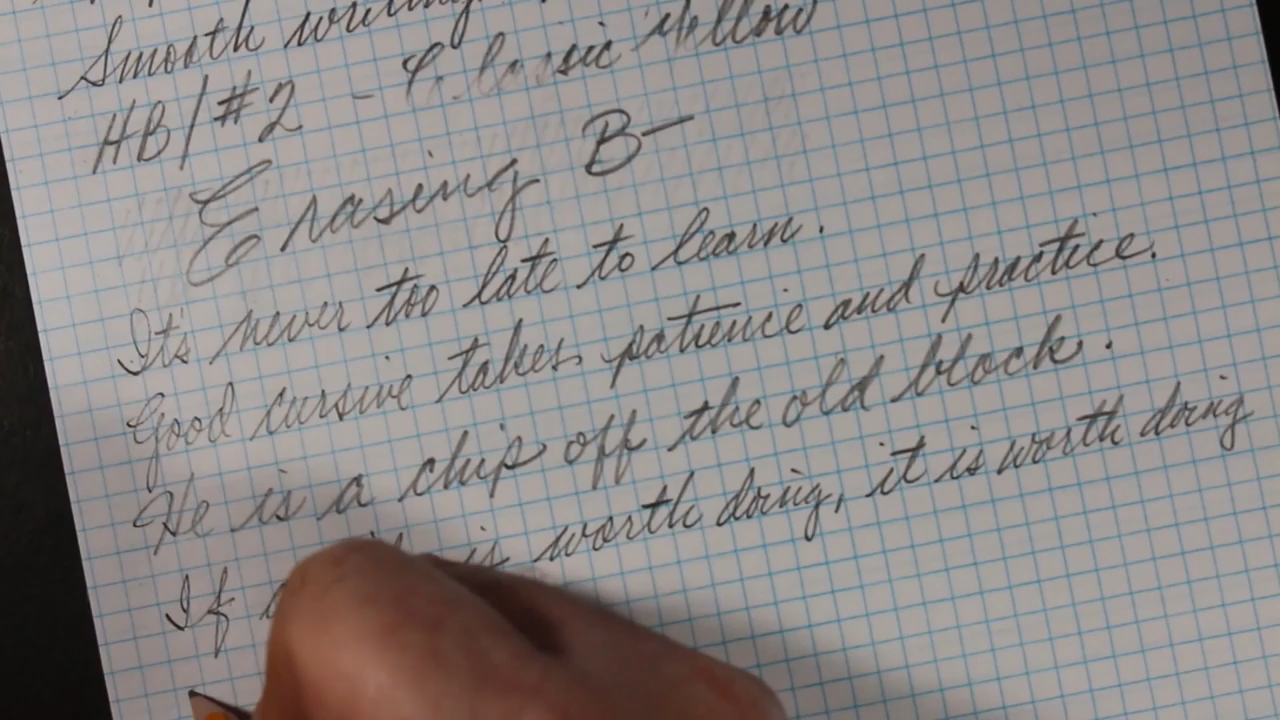 Smooth writing
HB/#2 - Classic Yellow
Erasing B-
It's never too late to learn.
Good cursive takes patience and practice.
He is a chip off the old block.
If is worth doing, it is worth doing